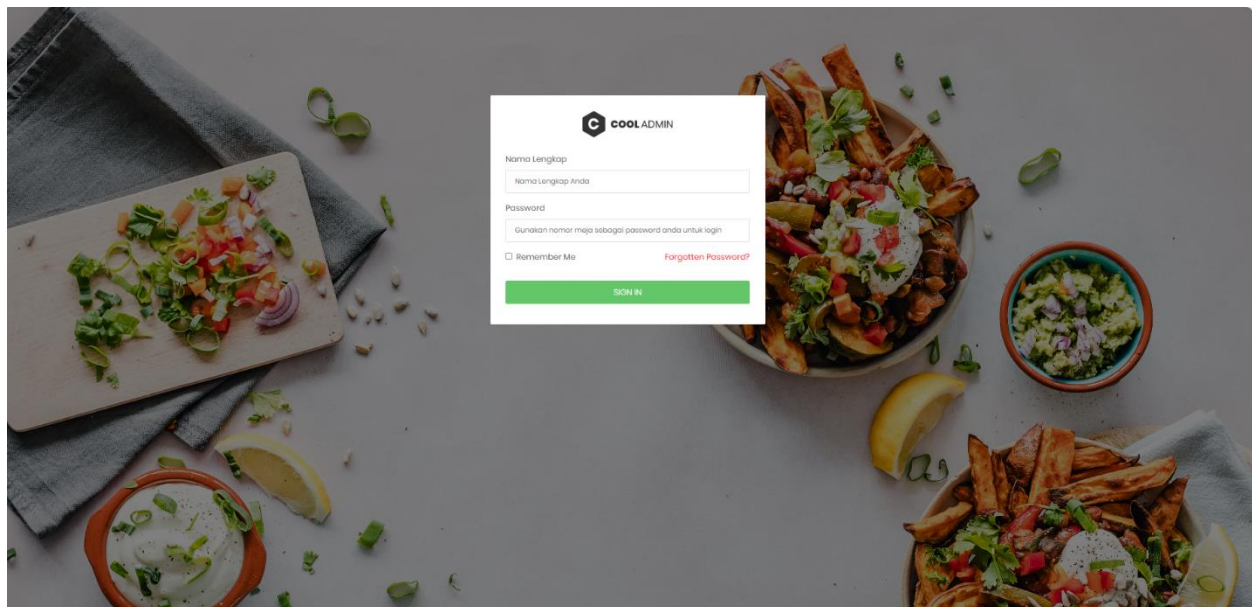 COOL ADMIN
Nama Lengkap
Nama Lengkap Anda
Password
Gunakan nomor meja sebagai password anda untuk login
Remember Me
Forgotten Password?
SIGN IN